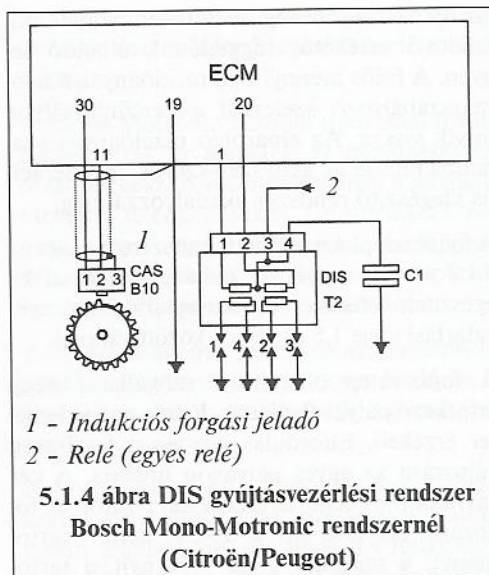 ECM
30 19 20
11 1
2
1
1 2 3 4
1 2 3
CAS
B10
DIS
T2
C1
1 4 2 3
1 – Indukciós forgási jeladó
2 – Relé (egyes relé)
5.1.4 ábra DIS gyújtásvezérlési rendszer
Bosch Mono-Motronic rendszernél
(Citroën/Peugeot)